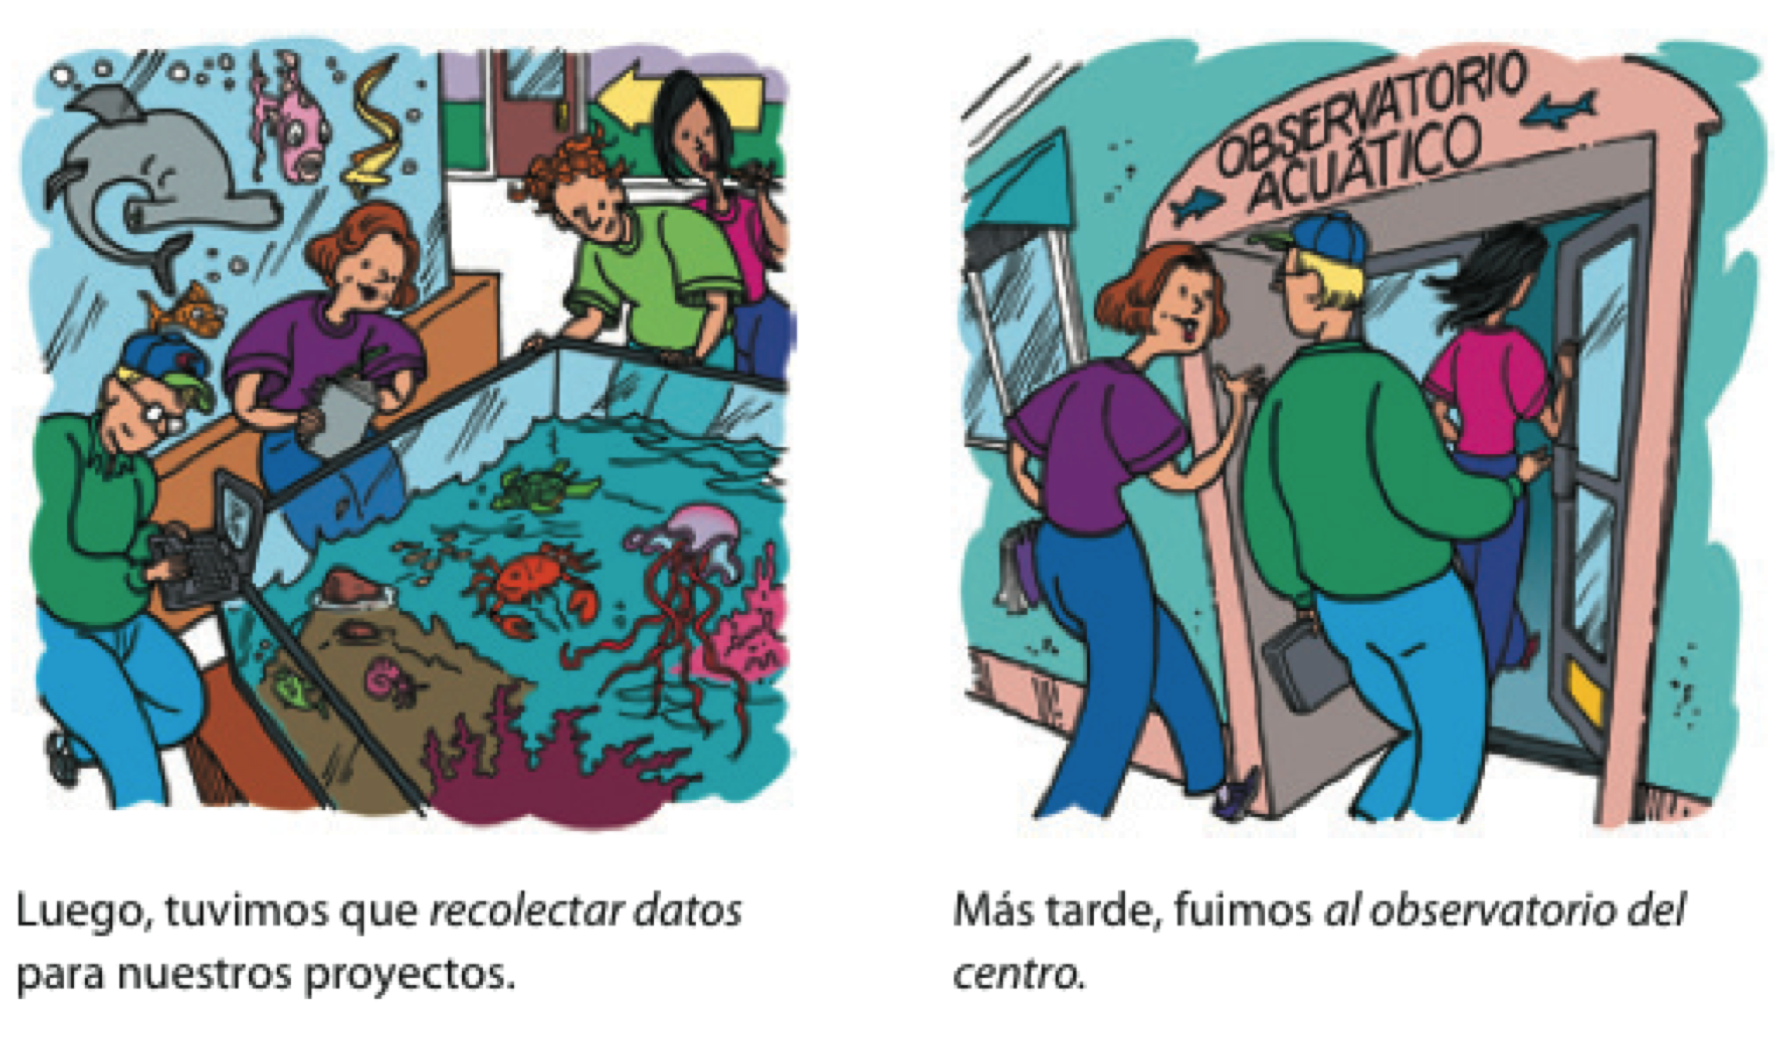 OBSERVATORIO
ACUÁTICO
Luego, tuvimos que recolectar datos
para nuestros proyectos.
Más tarde, fuimos al observatorio del
centro.